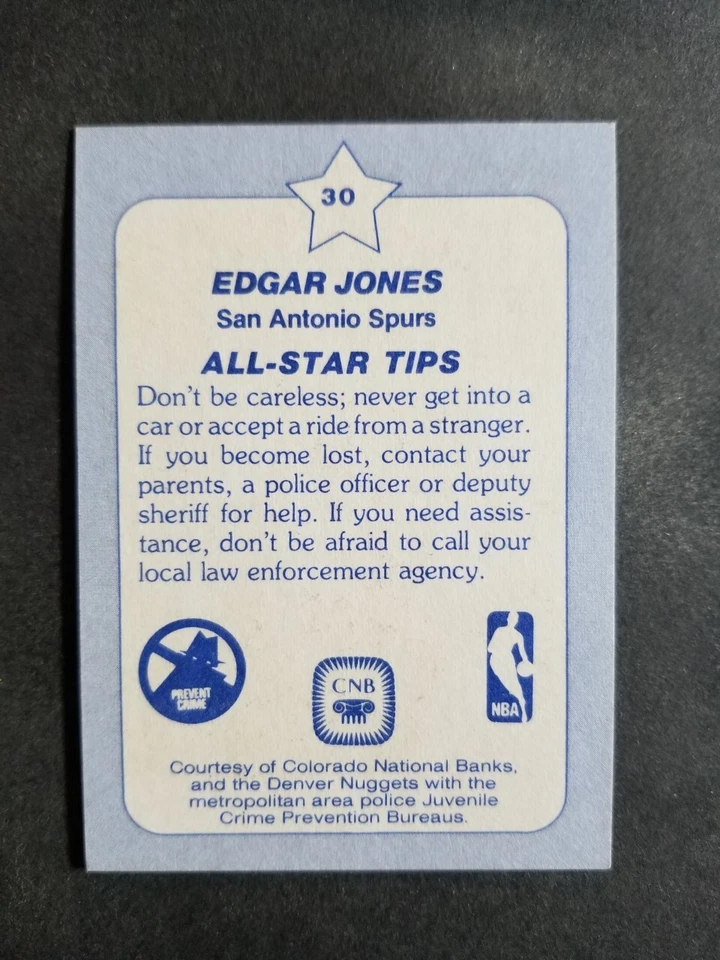 30
EDGAR JONES
San Antonio Spurs
ALL-STAR TIPS
Don't be careless; never get into a
car or accept a ride from a stranger.
If you become lost, contact your
parents, a police officer or deputy
sheriff for help. If you need assis-
tance, don't be afraid to call your
local law enforcement agency.
PREVENT
CRIME
CNB
NBA
Courtesy of Colorado National Banks,
and the Denver Nuggets with the
metropolitan area police Juvenile
Crime Prevention Bureaus.